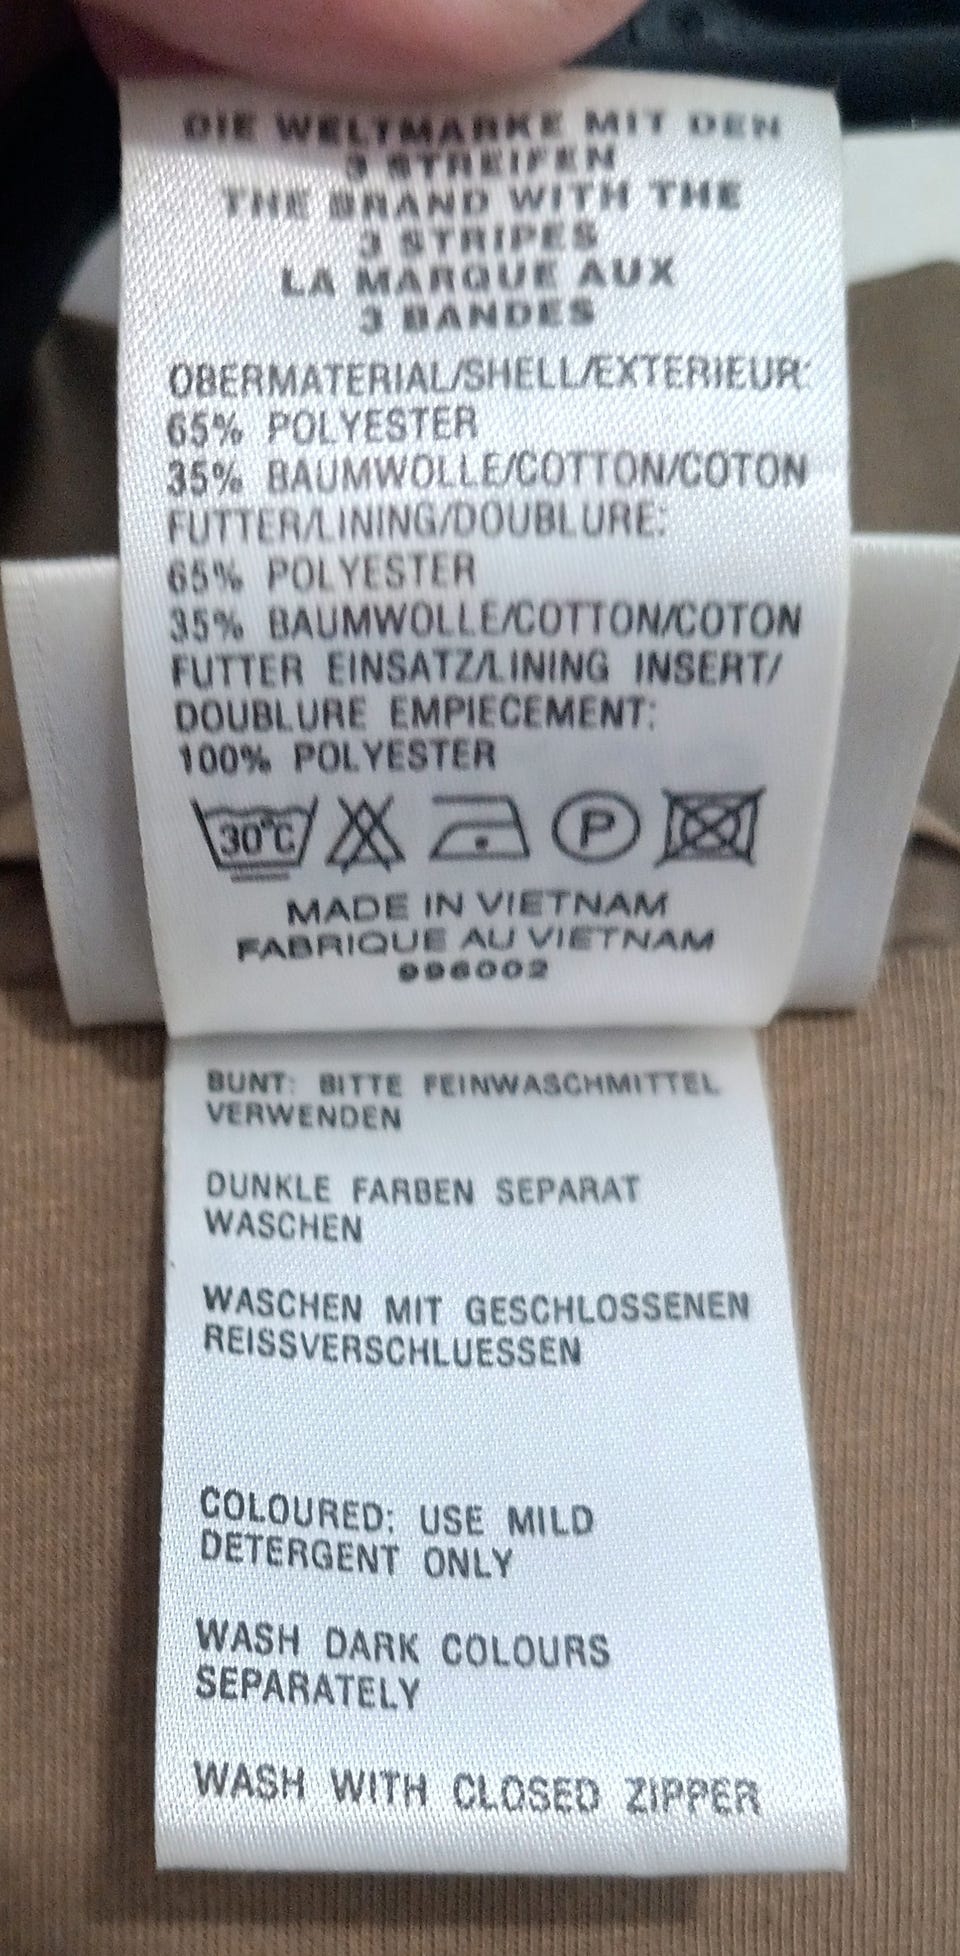 DIE WELTMARKE MIT DEN
3 STREIFEN
THE BRAND WITH THE
3 STRIPES
LA MARQUE AUX
3 BANDES
OBERMATERIAL/SHELL/EXTERIEUR:
65% POLYESTER
35% BAUMWOLLE/COTTON/COTON
FUTTER/LINING/DOUBLURE:
65% POLYESTER
35% BAUMWOLLE/COTTON/COTON
FUTTER EINSATZ/LINING INSERT/
DOUBLURE EMPIECEMENT:
100% POLYESTER
30°C P
MADE IN VIETNAM
FABRIQUE AU VIETNAM
996002
BUNT: BITTE FEINWASCHMITTEL
VERWENDEN
DUNKLE FARBEN SEPARAT
WASCHEN
WASCHEN MIT GESCHLOSSENEN
REISSVERSCHLUESSEN
COLOURED: USE MILD
DETERGENT ONLY
WASH DARK COLOURS
SEPARATELY
WASH WITH CLOSED ZIPPER